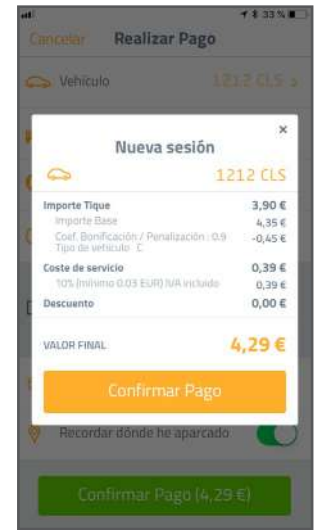 33 %
Cancelar Realizar Pago
Vehículo 1212 CLS >
×
Nueva sesión
1212 CLS
Importe Tique 3,90 €
Importe Base 4,35 €
Coef. Bonificación / Penalización : 0.9 -0,45 €
Tipo de vehículo C
Coste de servicio 0,39 €
10% (mínimo 0.03 EUR) IVA incluido 0,39 €
Descuento 0,00 €
VALOR FINAL 4,29 €
Confirmar Pago
Recordar dónde he aparcado
Confirmar Pago (4,29 €)